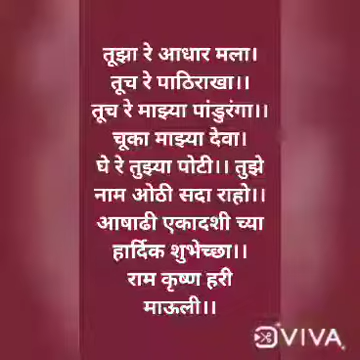 तूझा रे आधार मला।
तूच रे पाठिराखा।।
तूच रे माझ्या पांडुरंगा।।
चूका माझ्या देवा।
घे रे तुझ्या पोटी।। तुझे
नाम ओठी सदा राहो।।
आषाढी एकादशी च्या
हार्दिक शुभेच्छा।।
राम कृष्ण हरी
माऊली।।
VIVA